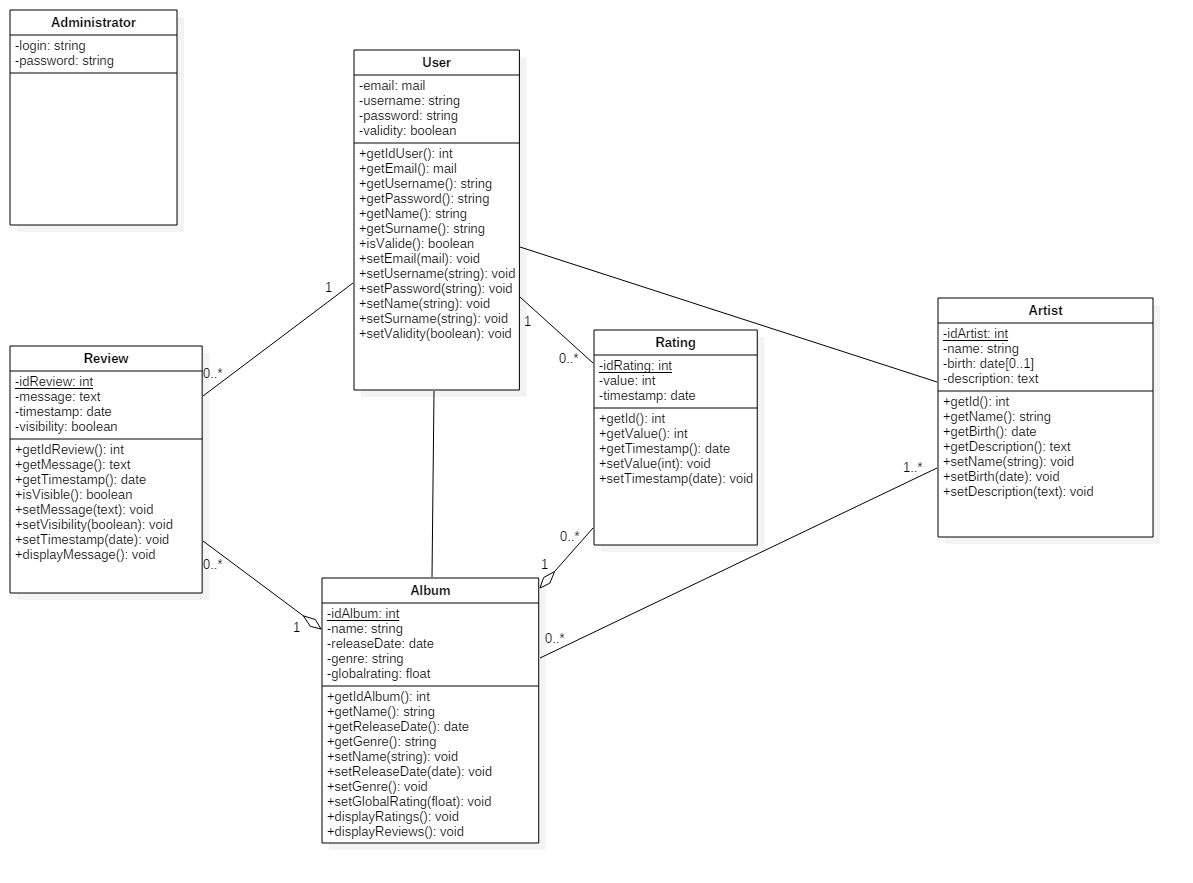 Administrator
-login: string
-password: string
User
-email: mail
-username: string
-password: string
-validity: boolean
+getIdUser(): int
+getEmail(): mail
+getUsername(): string
+getPassword(): string
+getName(): string
+getSurname(): string
+isValide(): boolean
+setEmail(mail): void
+setUsername(string): void
+setPassword(string): void
+setName(string): void
+setSurname(string): void
+setValidity(boolean): void
1
0..*
1
0..*
Review
-idReview: int
-message: text
-timestamp: date
-visibility: boolean
+getIdReview(): int
+getMessage(): text
+getTimestamp(): date
+isVisible(): boolean
+setMessage(text): void
+setVisibility(boolean): void
+setTimestamp(date): void
+displayMessage(): void
0..*
1
Rating
-idRating: int
-value: int
-timestamp: date
+getId(): int
+getValue(): int
+getTimestamp(): date
+setValue(int): void
+setTimestamp(date): void
0..*
1
Artist
-idArtist: int
-name: string
-birth: date[0..1]
-description: text
+getId(): int
+getName(): string
+getBirth(): date
+getDescription(): text
+setName(string): void
+setBirth(date): void
+setDescription(text): void
1..*
0..*
Album
-idAlbum: int
-name: string
-releaseDate: date
-genre: string
-globalrating: float
+getIdAlbum(): int
+getName(): string
+getReleaseDate(): date
+getGenre(): string
+setName(string): void
+setReleaseDate(date): void
+setGenre(): void
+setGlobalRating(float): void
+displayRatings(): void
+displayReviews(): void